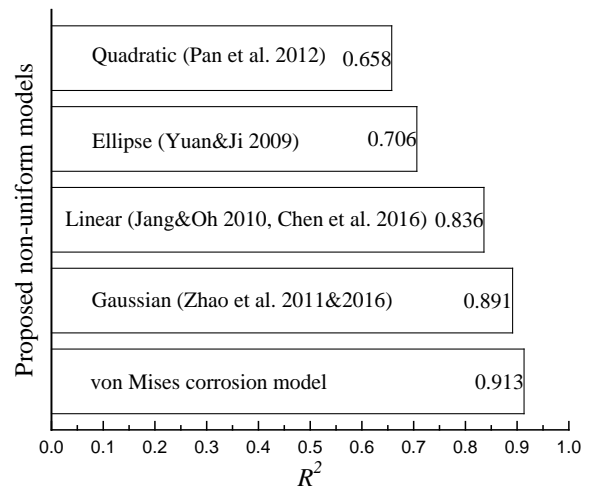 Proposed non-uniform models
Quadratic (Pan et al. 2012) 0.658
Ellipse (Yuan&Ji 2009) 0.706
Linear (Jang&Oh 2010, Chen et al. 2016) 0.836
Gaussian (Zhao et al. 2011&2016) 0.891
von Mises corrosion model 0.913
0.0 0.1 0.2 0.3 0.4 0.5 0.6 0.7 0.8 0.9 1.0
R²